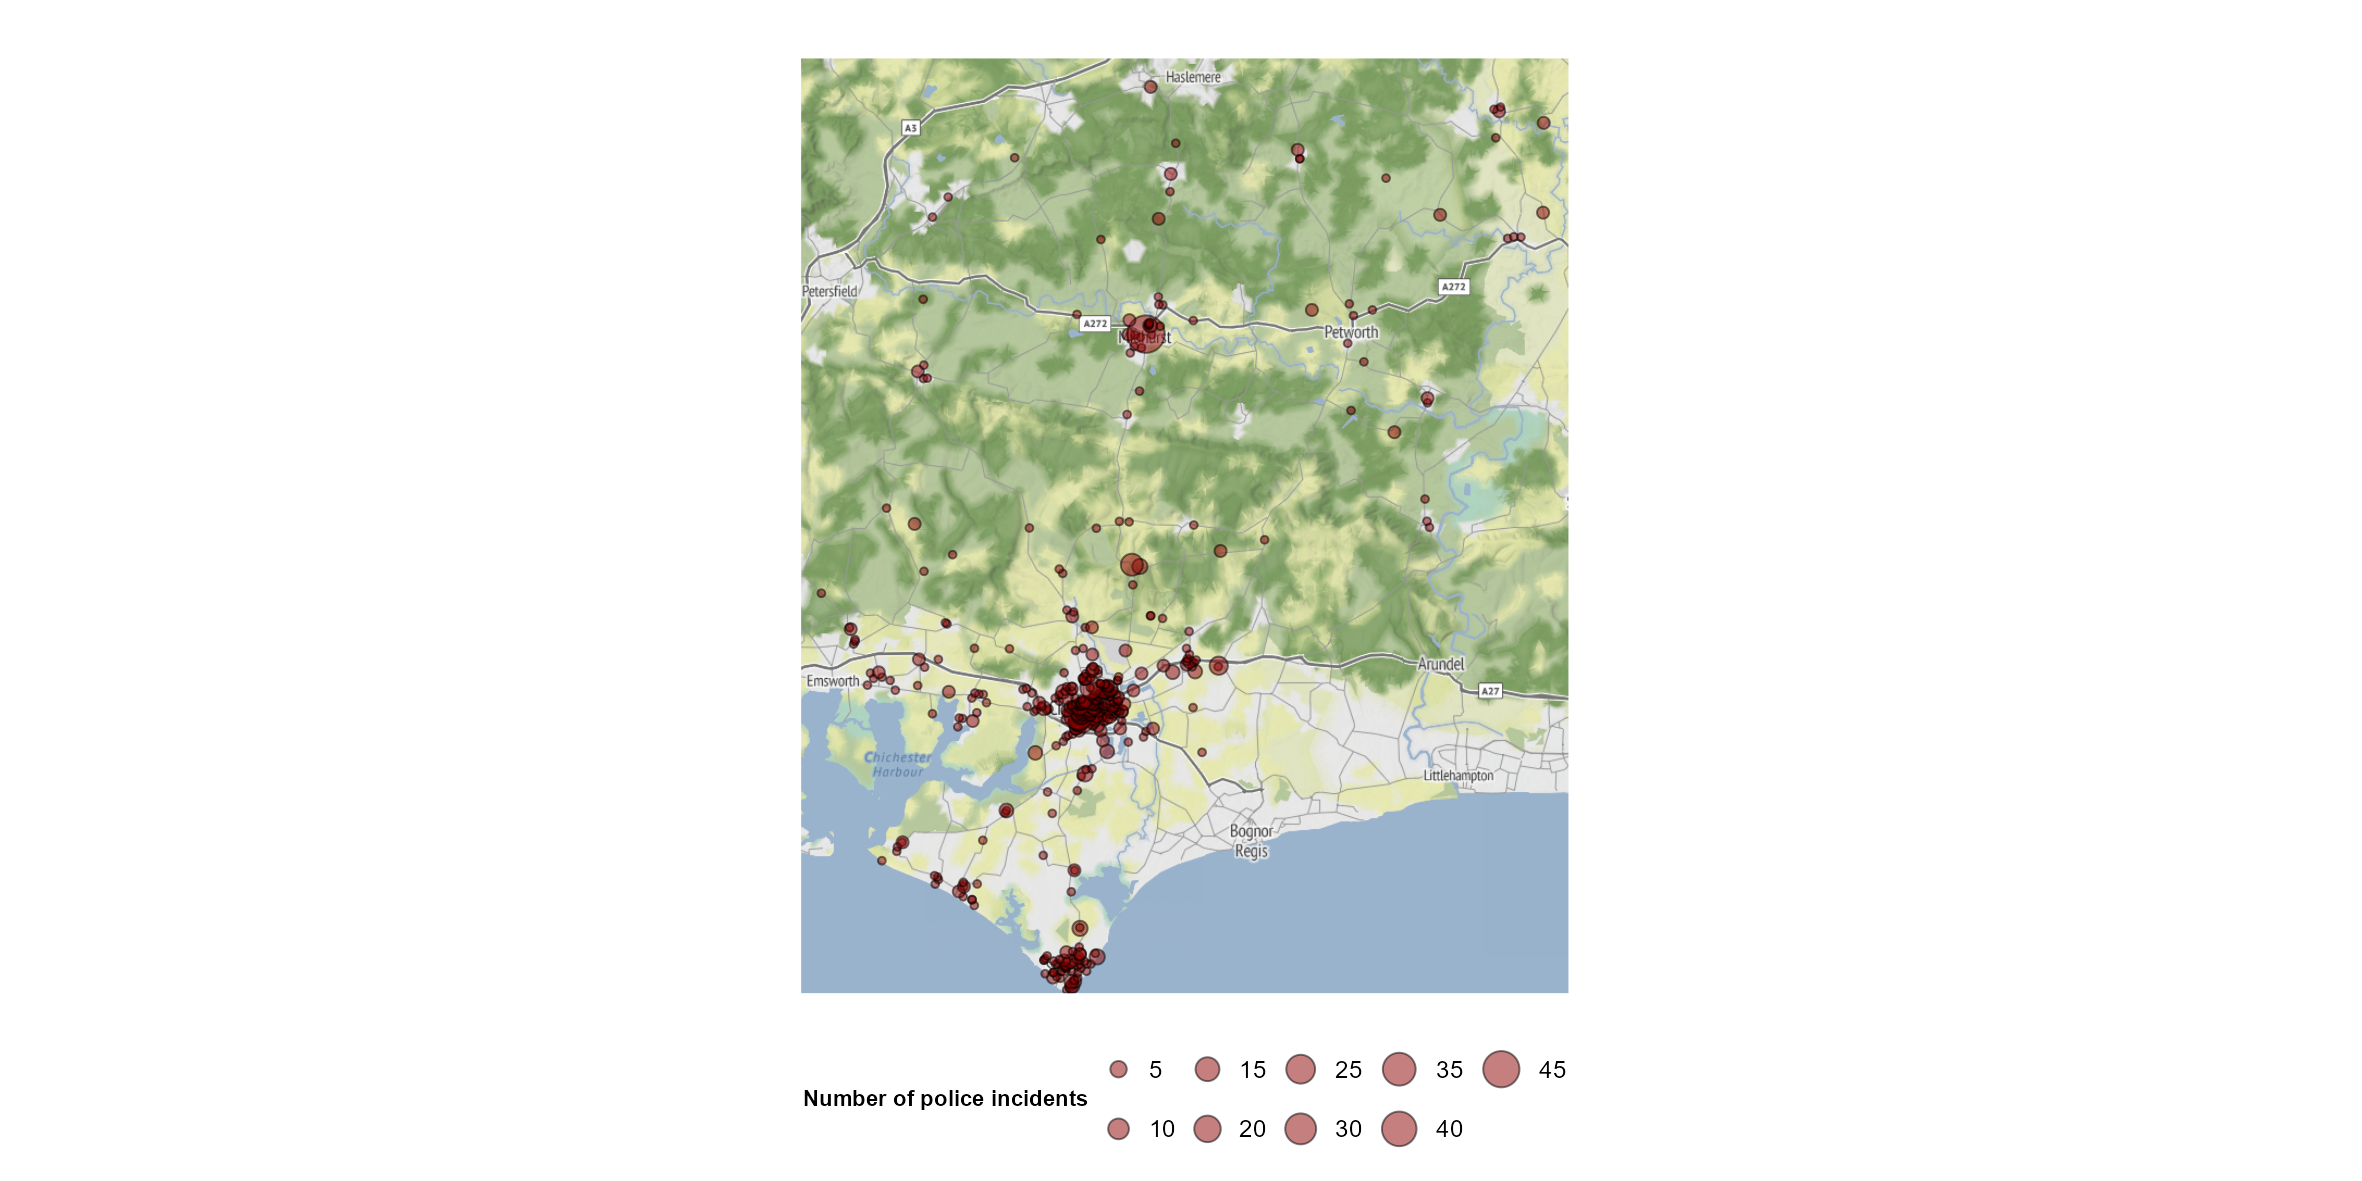 Haslemere
A3
Petersfield
A272
A272
Petworth
Arundel
Emsworth
A27
Chichester
Harbour
Littlehampton
Bognor
Regis
5 15 25 35 45
Number of police incidents
10 20 30 40